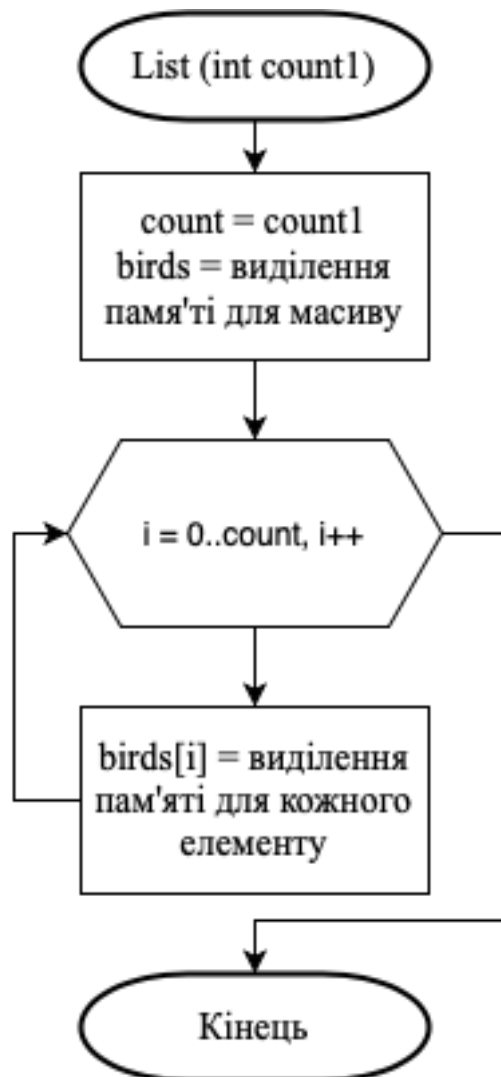 List (int count1)
count = count1
birds = виділення
памя'ті для масиву
i = 0..count, i++
birds[i] = виділення
пам'яті для кожного
елементу
Кінець